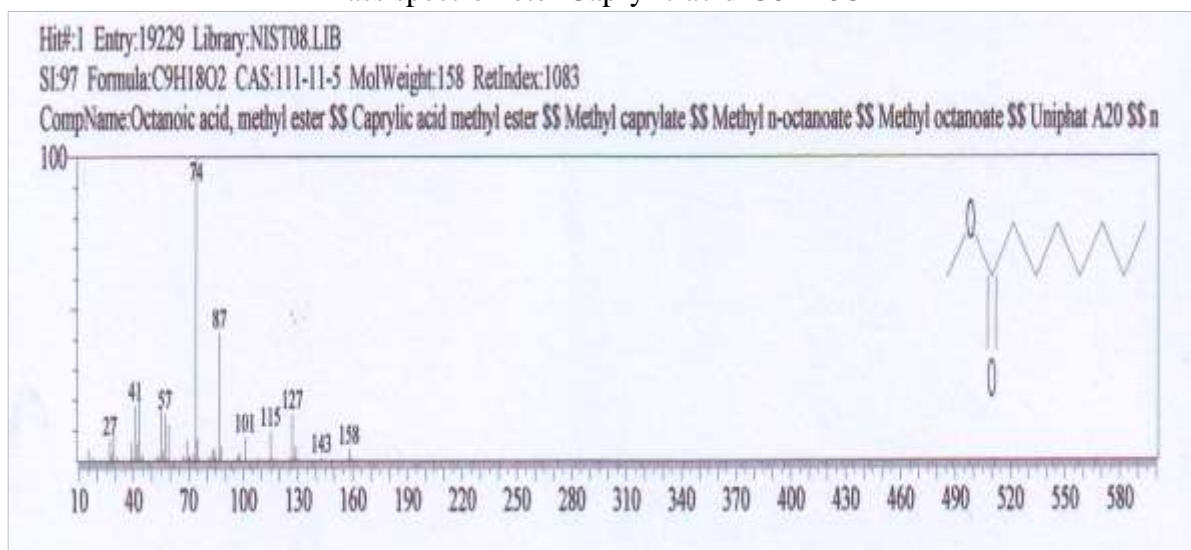 Hit#:1 Entry:19229 Library:NIST08.LIB
SI:97 Formula:C9H18O2 CAS:111-11-5 MolWeight:158 RetIndex:1083
CompName:Octanoic acid, methyl ester $$ Caprylic acid methyl ester $$ Methyl caprylate $$ Methyl n-octanoate $$ Methyl octanoate $$ Uniphat A20 $$ n
100
74
87
41
57
27
101
115
127
143
158
O
O
10 40 70 100 130 160 190 220 250 280 310 340 370 400 430 460 490 520 550 580